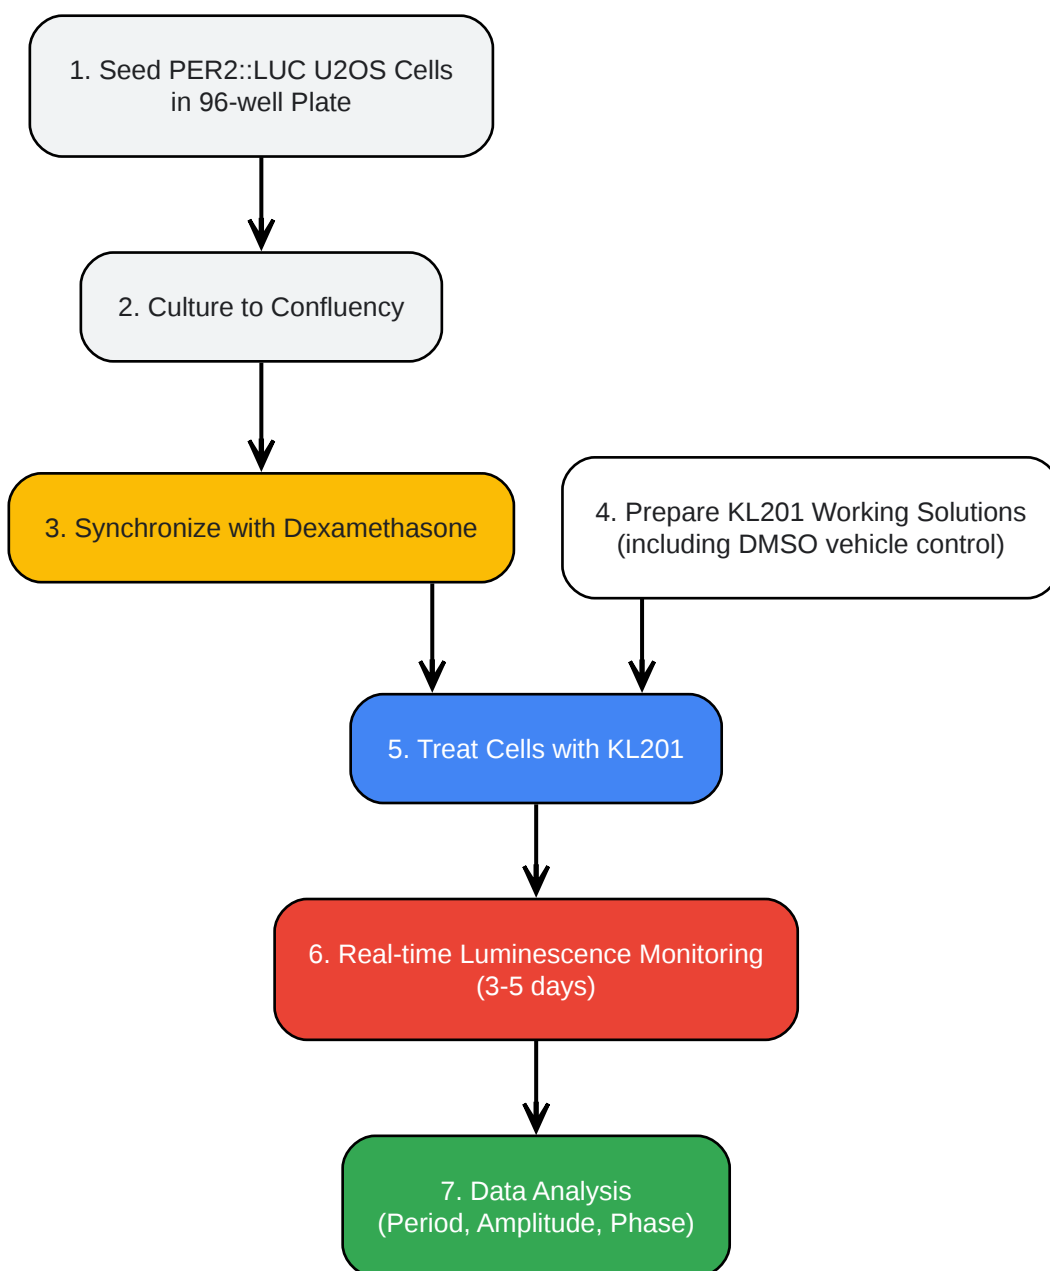 1. Seed PER2::LUC U2OS Cells
in 96-well Plate
2. Culture to Confluency
3. Synchronize with Dexamethasone
4. Prepare KL201 Working Solutions
(including DMSO vehicle control)
5. Treat Cells with KL201
6. Real-time Luminescence Monitoring
(3-5 days)
7. Data Analysis
(Period, Amplitude, Phase)